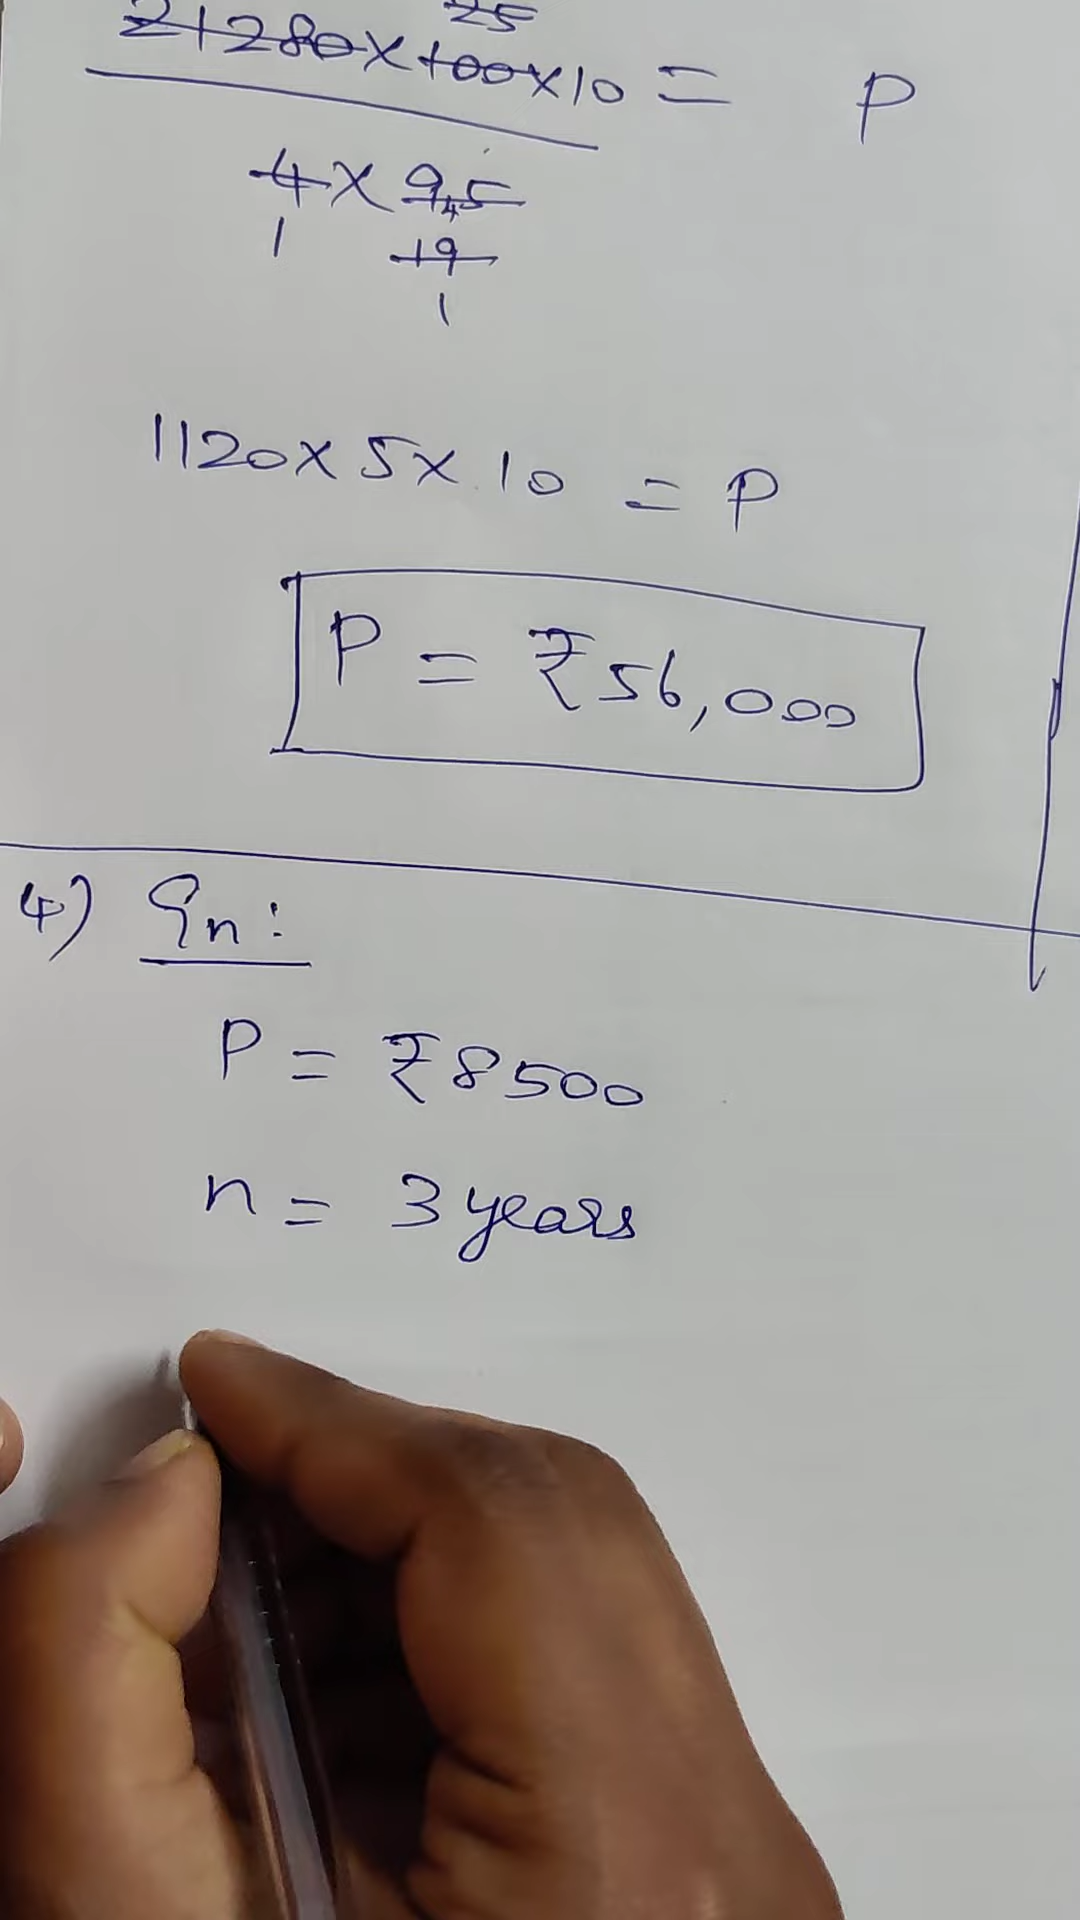 25
21280×100×10 = P
4 × 9.5
1 19
1
1120×5×10 = P
P = ₹56,000
4) Gn:
P = ₹8500
n = 3 years